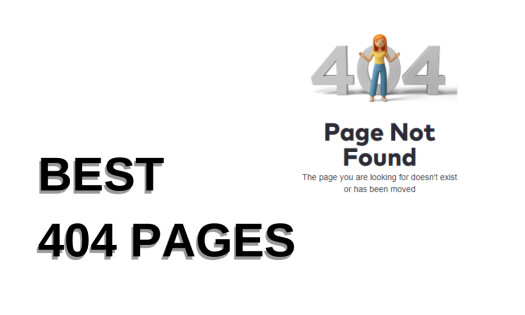 BEST
404 PAGES
404
Page Not
Found
The page you are looking for doesn't exist
or has been moved